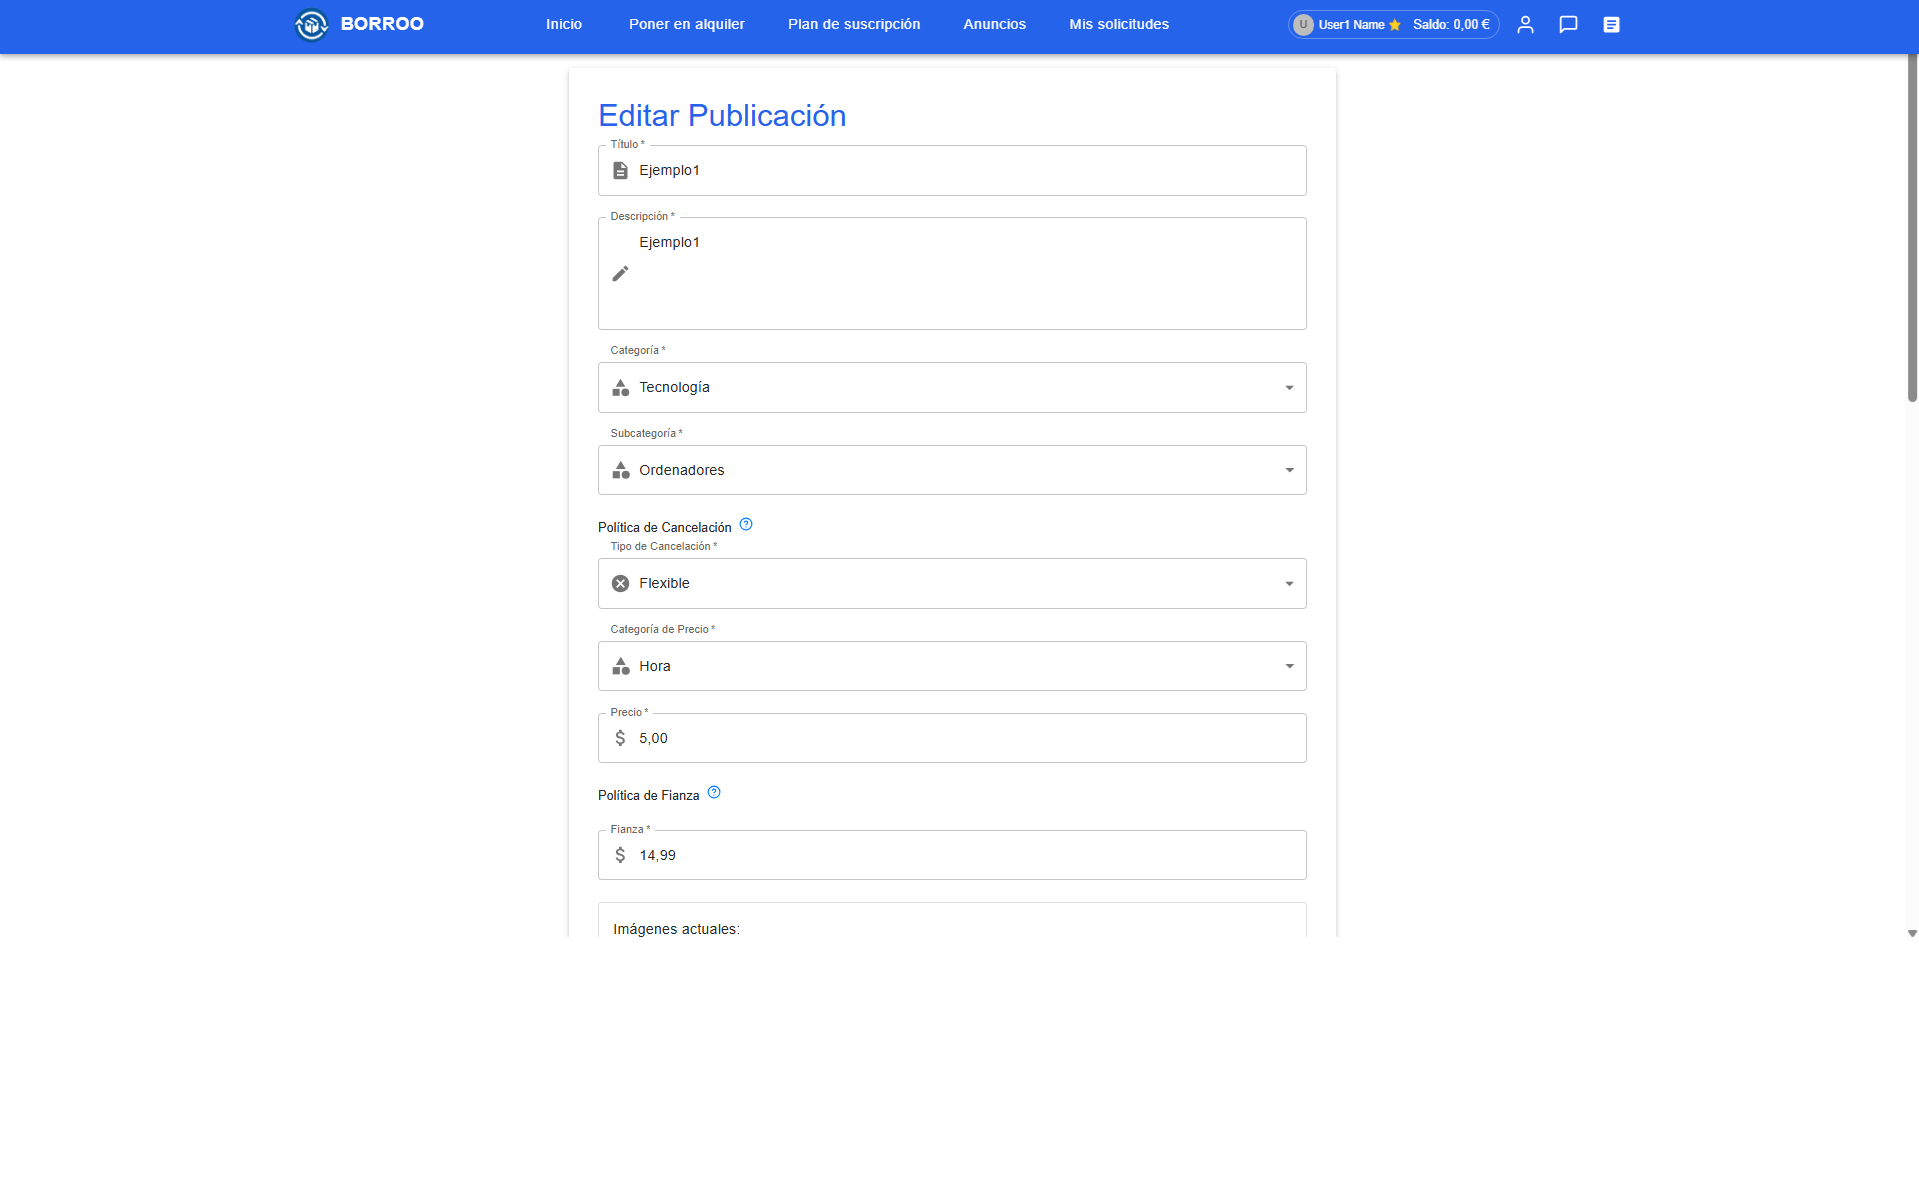 BORROO
Inicio
Poner en alquiler
Plan de suscripción
Anuncios
Mis solicitudes
U
User1 Name
Saldo: 0,00 €
Editar Publicación
Título *
Ejemplo1
Descripción *
Ejemplo1
Categoría *
Tecnología
Subcategoría *
Ordenadores
Política de Cancelación
Tipo de Cancelación *
Flexible
Categoría de Precio *
Hora
Precio *
$ 5,00
Política de Fianza
Fianza *
$ 14,99
Imágenes actuales: